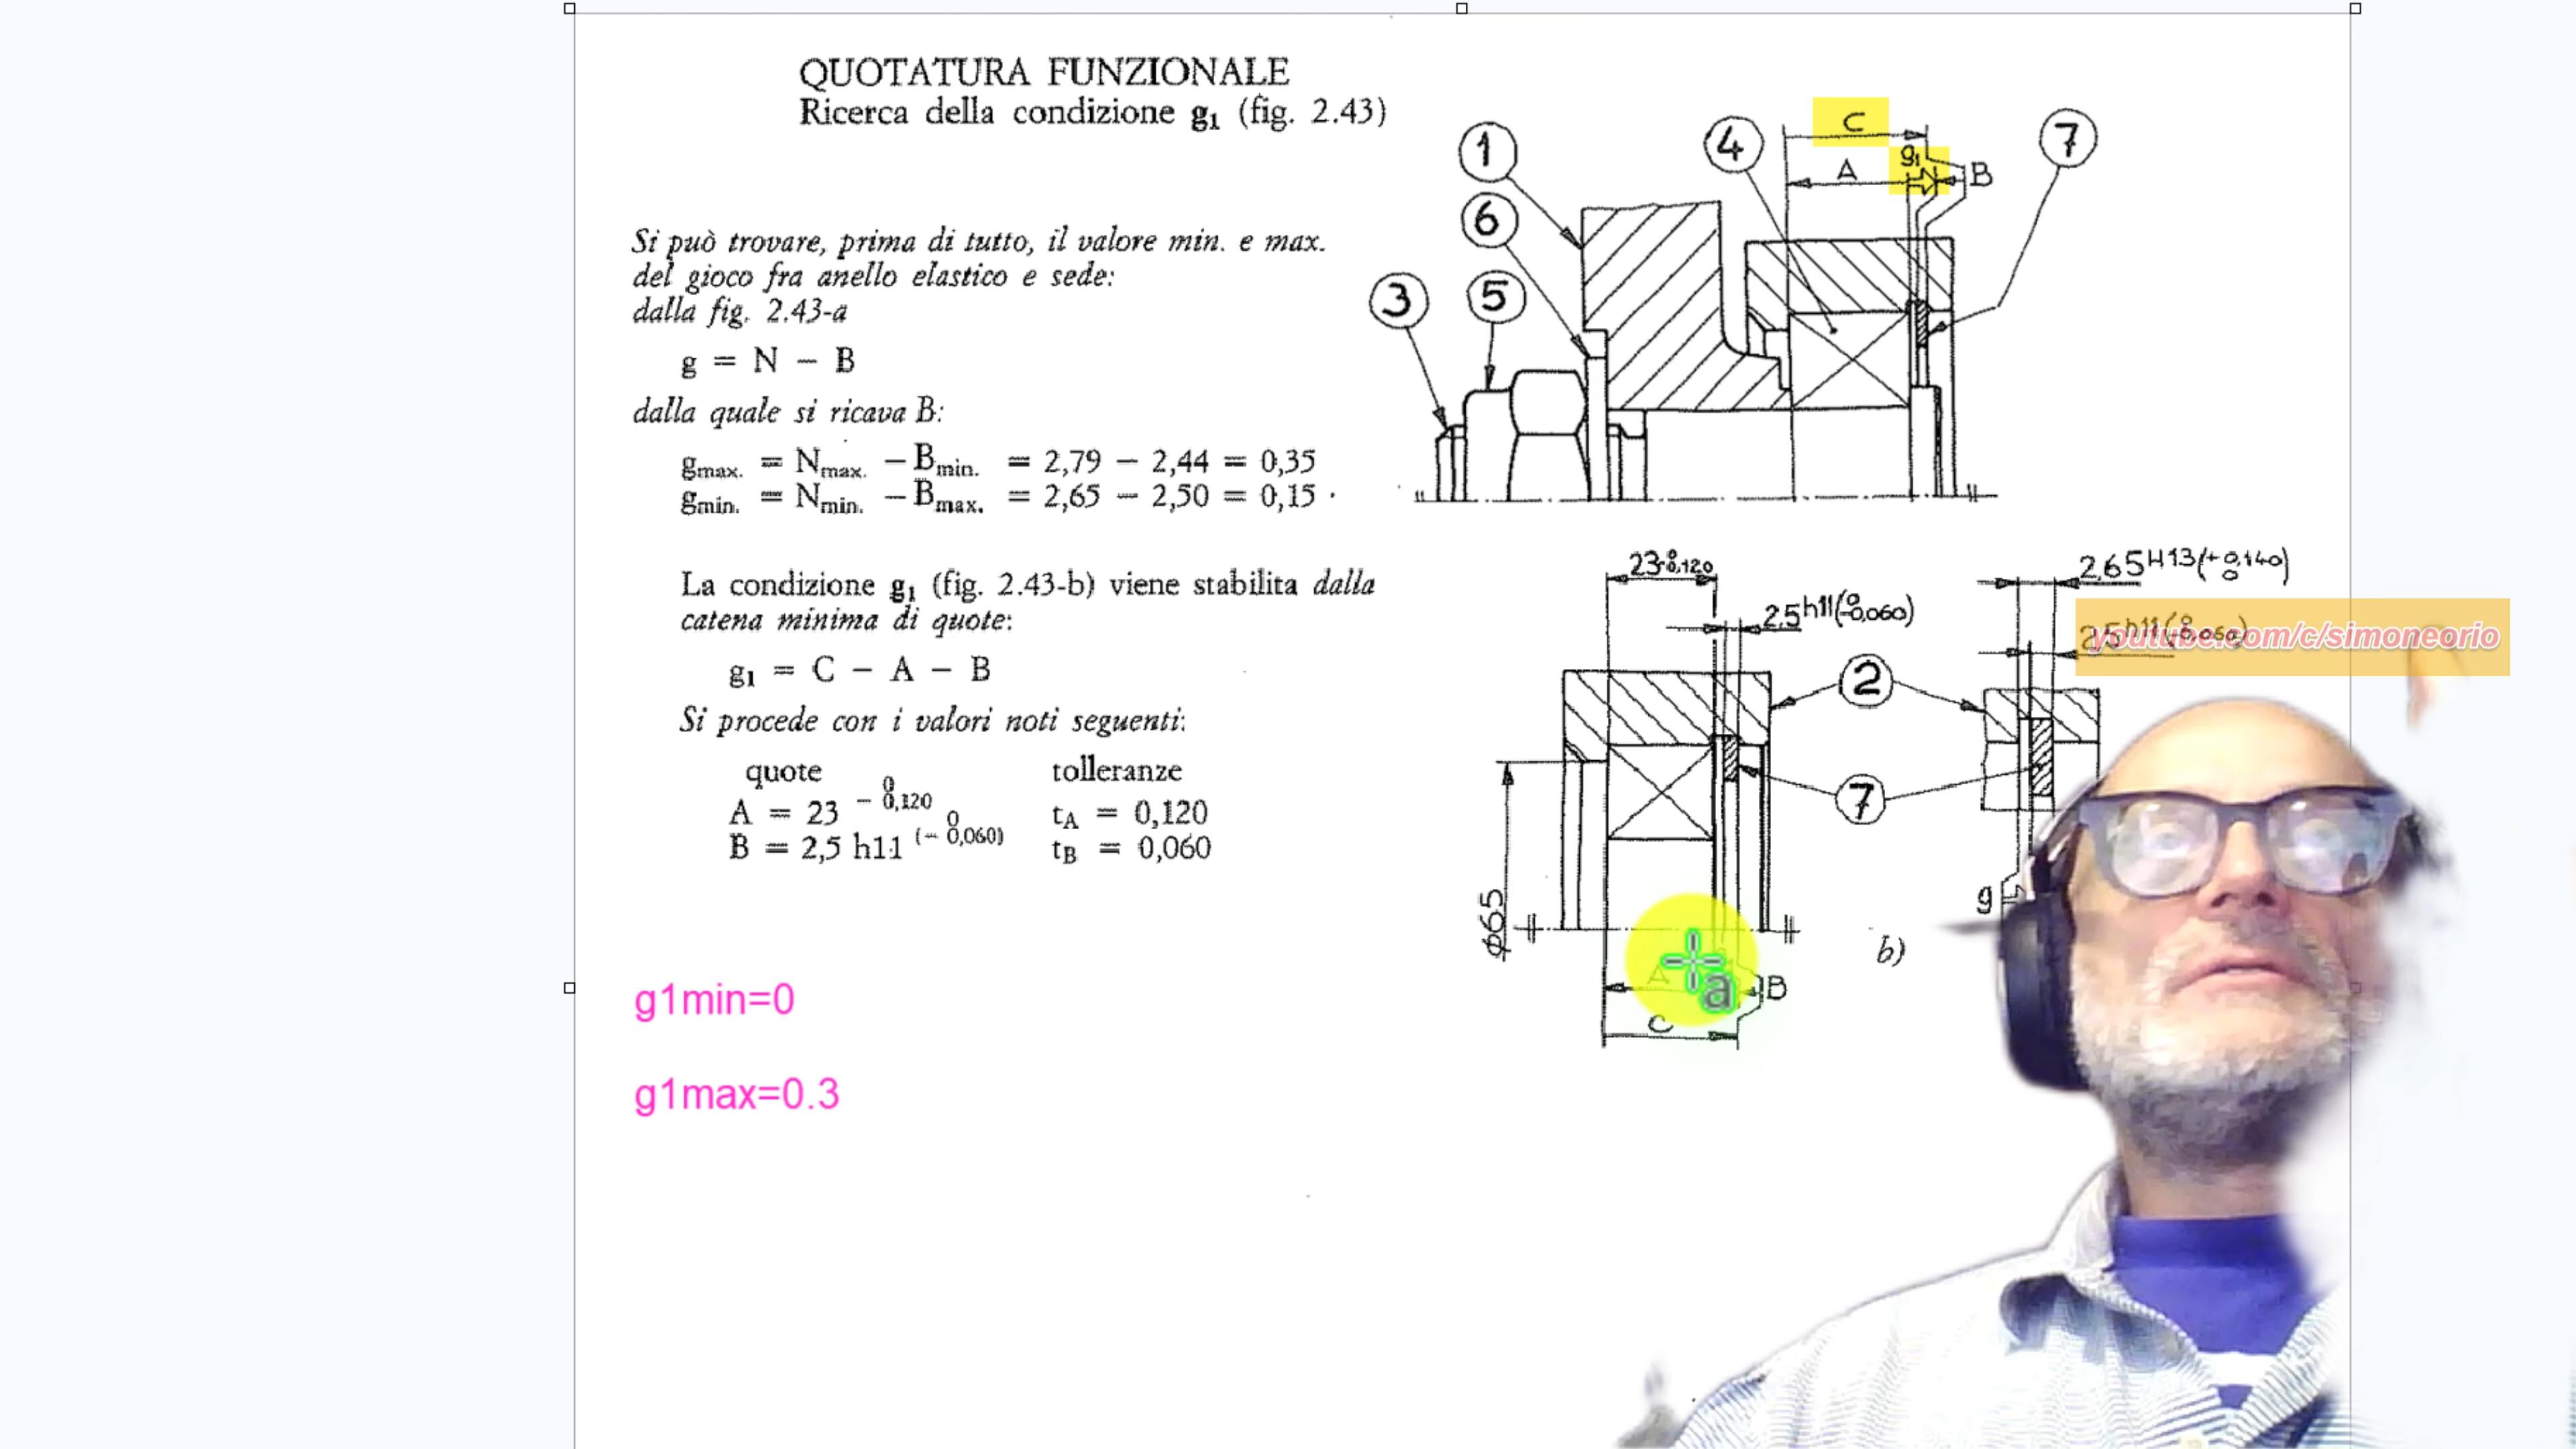 QUOTATURA FUNZIONALE
Ricerca della condizione g₁ (fig. 2.43)
Si può trovare, prima di tutto, il valore min. e max.
del gioco fra anello elastico e sede:
dalla fig. 2.43-a
g = N − B
dalla quale si ricava B:
gmax. = Nmax. − Bmin. = 2,79 − 2,44 = 0,35
gmin. = Nmin. − Bmax. = 2,65 − 2,50 = 0,15
La condizione g₁ (fig. 2.43-b) viene stabilita dalla
catena minima di quote:
g₁ = C − A − B
Si procede con i valori noti seguenti:
quote tolleranze
A = 23 0 − 0,120 tA = 0,120
B = 2,5 h11 (− 0 0,060) tB = 0,060
g1min=0
g1max=0.3
C
g₁
A B
1
4
7
6
3
5
23 0 -0,120
2,5 h11 (0 -0,060)
2,65 H13 (+0,140 0)
2,5 h11 (0 -0,060)
youtube.com/c/simoneorio
2
7
ϕ65
g
b)
A B
a
C